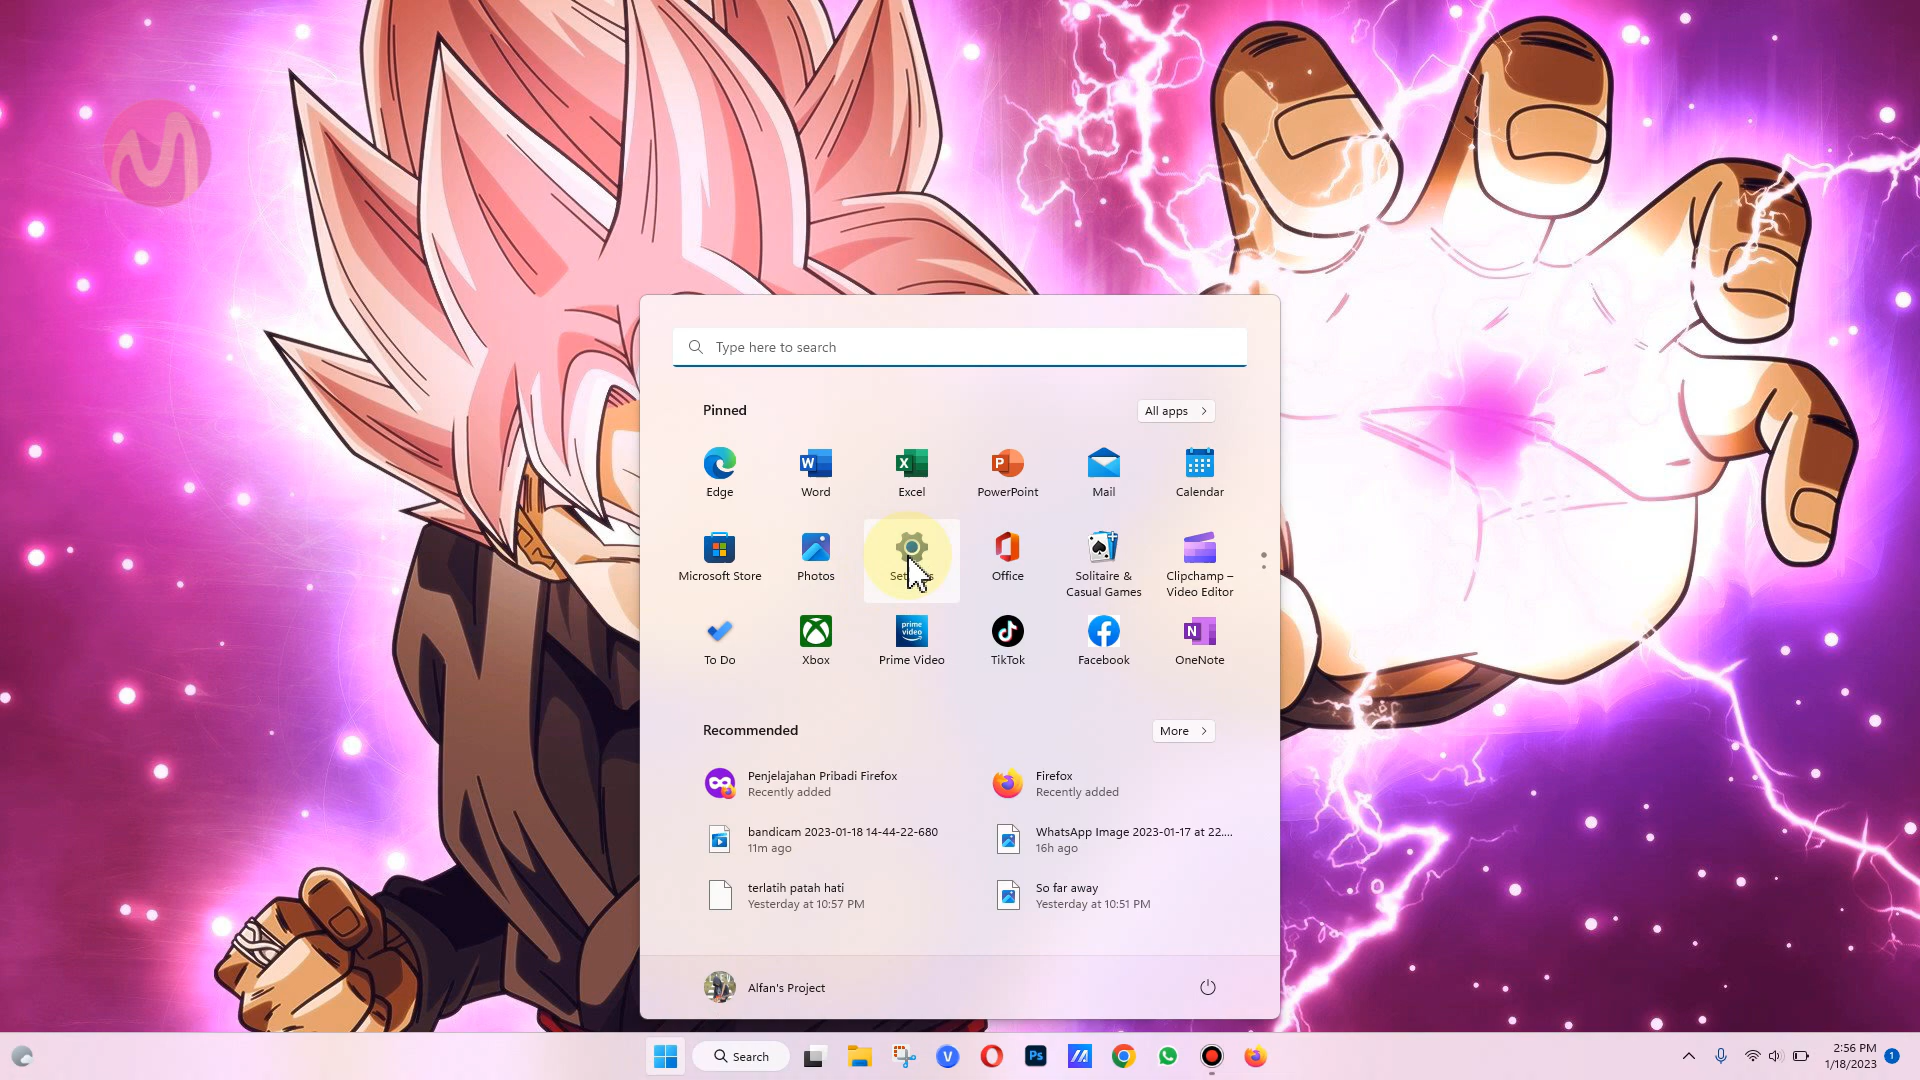 Type here to search
Pinned
All apps
Edge
Word
Excel
PowerPoint
Mail
Calendar
Microsoft Store
Photos
Office
Solitaire &
Casual Games
Clipchamp –
Video Editor
To Do
Xbox
prime video
Prime Video
TikTok
Facebook
OneNote
Recommended
More
Penjelajahan Pribadi Firefox
Recently added
Firefox
Recently added
bandicam 2023-01-18 14-44-22-680
11m ago
WhatsApp Image 2023-01-17 at 22....
16h ago
terlatih patah hati
Yesterday at 10:57 PM
So far away
Yesterday at 10:51 PM
Alfan's Project
Search
Ps
2:56 PM
1/18/2023
1